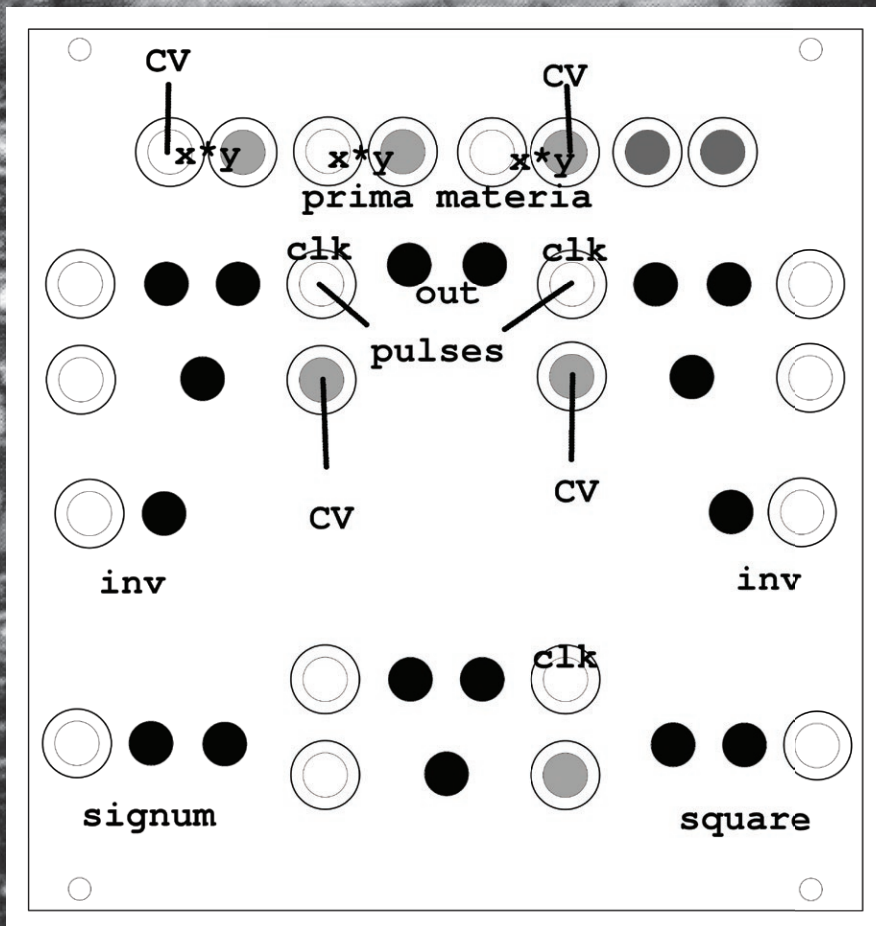 CV
CV
x*y
x*y
x*y
prima materia
clk
clk
out
pulses
CV
CV
inv
inv
clk
signum
square